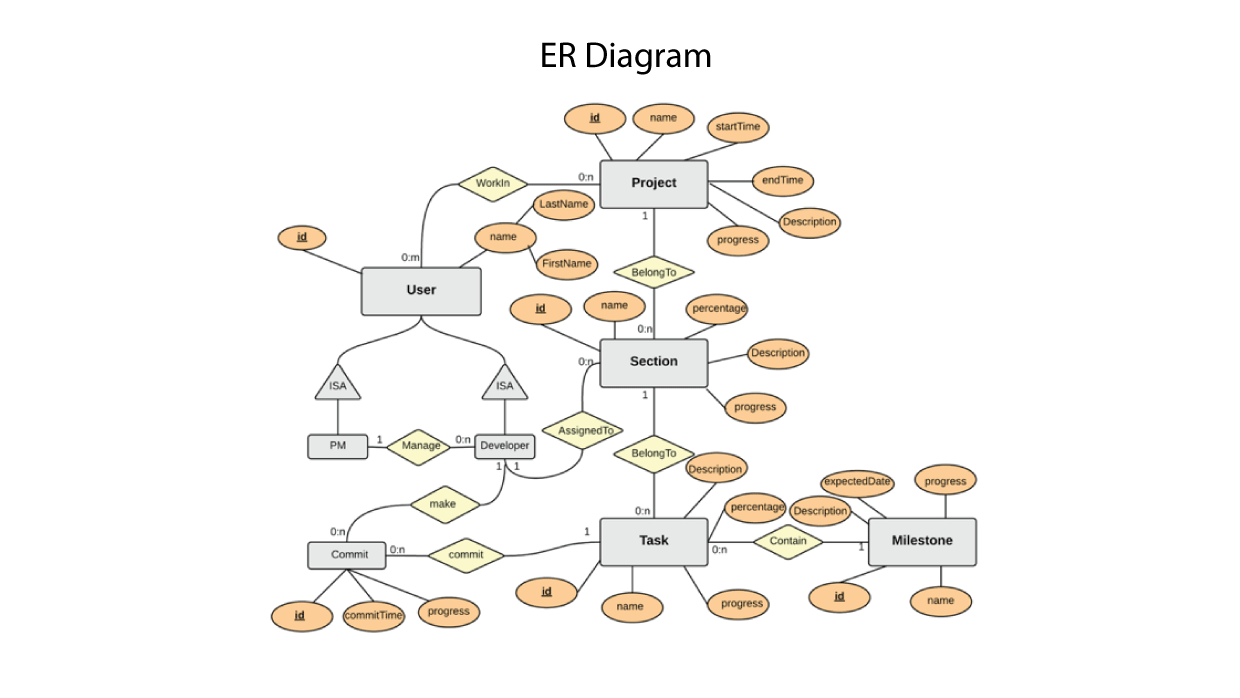 ER Diagram
id
name
startTime
WorkIn
0:n
Project
endTime
LastName
Description
1
progress
id
name
FirstName
0:m
User
BelongTo
id
name
percentage
0:n
Section
Description
0:n
1
progress
ISA
ISA
PM
1
Manage
0:n
Developer
AssignedTo
BelongTo
1
1
Description
make
0:n
percentage
expectedDate
progress
Description
0:n
Commit
0:n
commit
1
Task
0:n
Contain
1
Milestone
id
commitTime
progress
id
name
progress
id
name